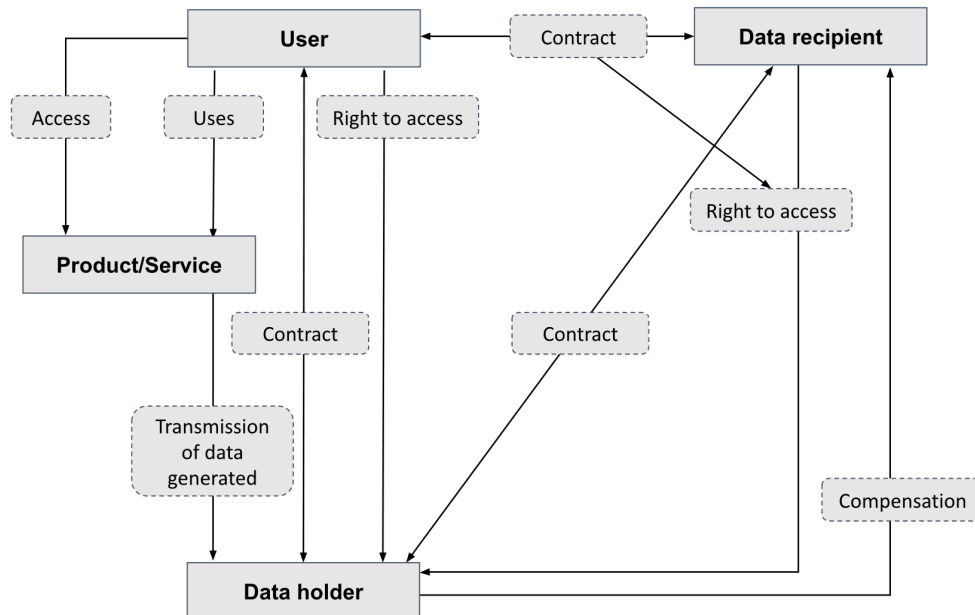 User
Contract
Data recipient
Access
Uses
Right to access
Right to access
Product/Service
Contract
Contract
Transmission
of data
generated
Compensation
Data holder